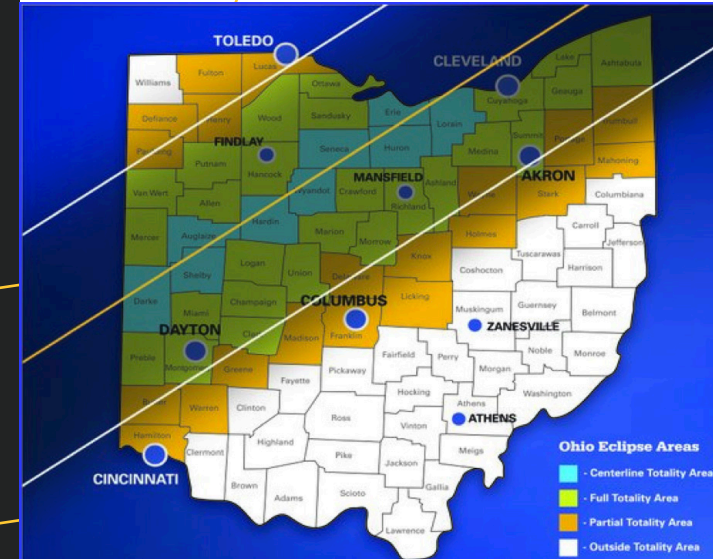 TOLEDO
CLEVELAND
Williams
Fulton
Lucas
Ottawa
Lake
Ashtabula
Geauga
Cuyahoga
Defiance
Henry
Wood
Sandusky
Erie
Lorain
Summit
Portage
Trumbull
FINDLAY
Paulding
Putnam
Hancock
Seneca
Huron
Medina
AKRON
Mahoning
MANSFIELD
Van Wert
Allen
Wyandot
Crawford
Richland
Ashland
Wayne
Stark
Columbiana
Mercer
Auglaize
Hardin
Marion
Morrow
Knox
Holmes
Carroll
Jefferson
Tuscarawas
Logan
Union
Delaware
Coshocton
Harrison
Shelby
Darke
Miami
Champaign
COLUMBUS
Licking
Muskingum
Guernsey
Belmont
DAYTON
Madison
Franklin
ZANESVILLE
Preble
Montgomery
Greene
Fairfield
Perry
Noble
Monroe
Morgan
Fayette
Pickaway
Warren
Clinton
Hocking
Athens
Washington
ATHENS
Hamilton
Highland
Ross
Vinton
Meigs
CINCINNATI
Clermont
Pike
Jackson
Gallia
Brown
Adams
Scioto
Lawrence
Ohio Eclipse Areas
- Centerline Totality Area
- Full Totality Area
- Partial Totality Area
- Outside Totality Area